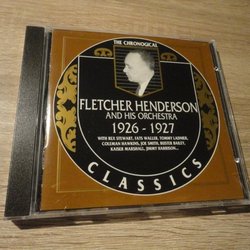 THE CHRONOGICAL
FLETCHER HENDERSON
AND HIS ORCHESTRA
1926 - 1927
WITH REX STEWART, FATS WALLER, TOMMY LADNIER,
COLEMAN HAWKINS, JOE SMITH, BUSTER BAILEY,
KAISER MARSHALL, JIMMY HARRISON...
CLASSICS